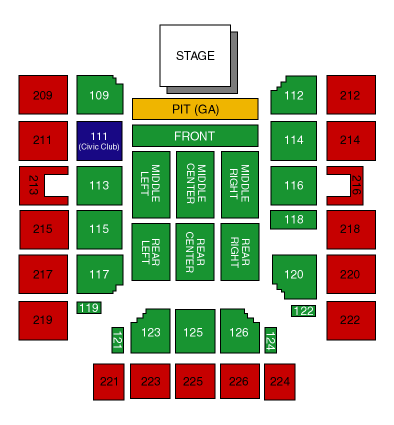 STAGE
PIT (GA)
FRONT
209
109
112
212
211
111
(Civic Club)
114
214
213
113
MIDDLE
LEFT
MIDDLE
CENTER
MIDDLE
RIGHT
116
216
215
115
118
218
217
117
REAR
LEFT
REAR
CENTER
REAR
RIGHT
120
220
219
119
122
222
121
123
125
126
124
221
223
225
226
224